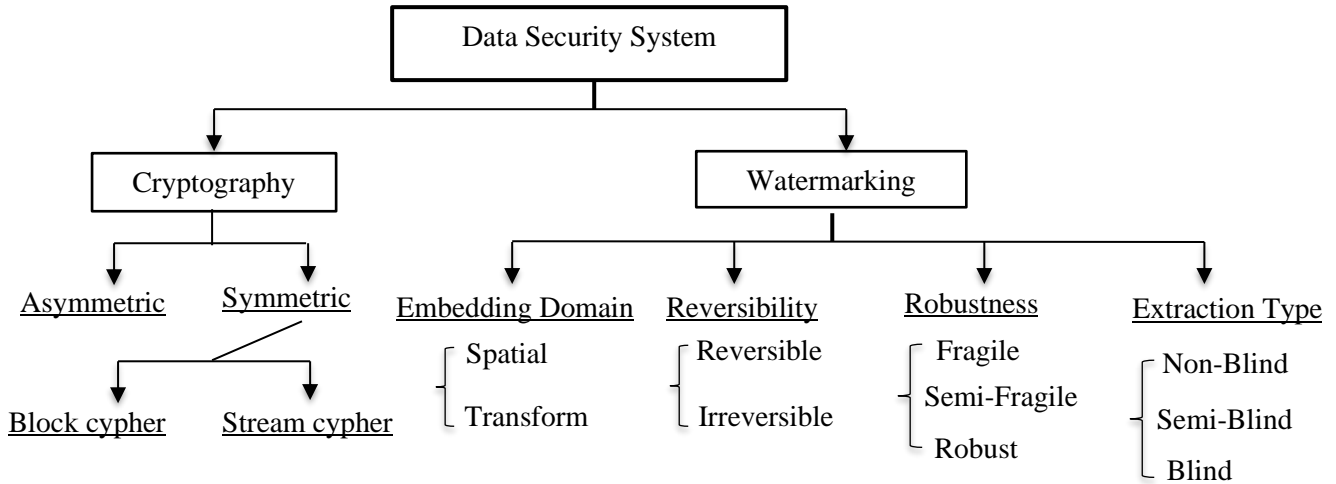 Data Security System
Cryptography
Watermarking
Asymmetric
Symmetric
Embedding Domain
Reversibility
Robustness
Extraction Type
Spatial
Transform
Reversible
Irreversible
Fragile
Semi-Fragile
Robust
Non-Blind
Semi-Blind
Blind
Block cypher
Stream cypher